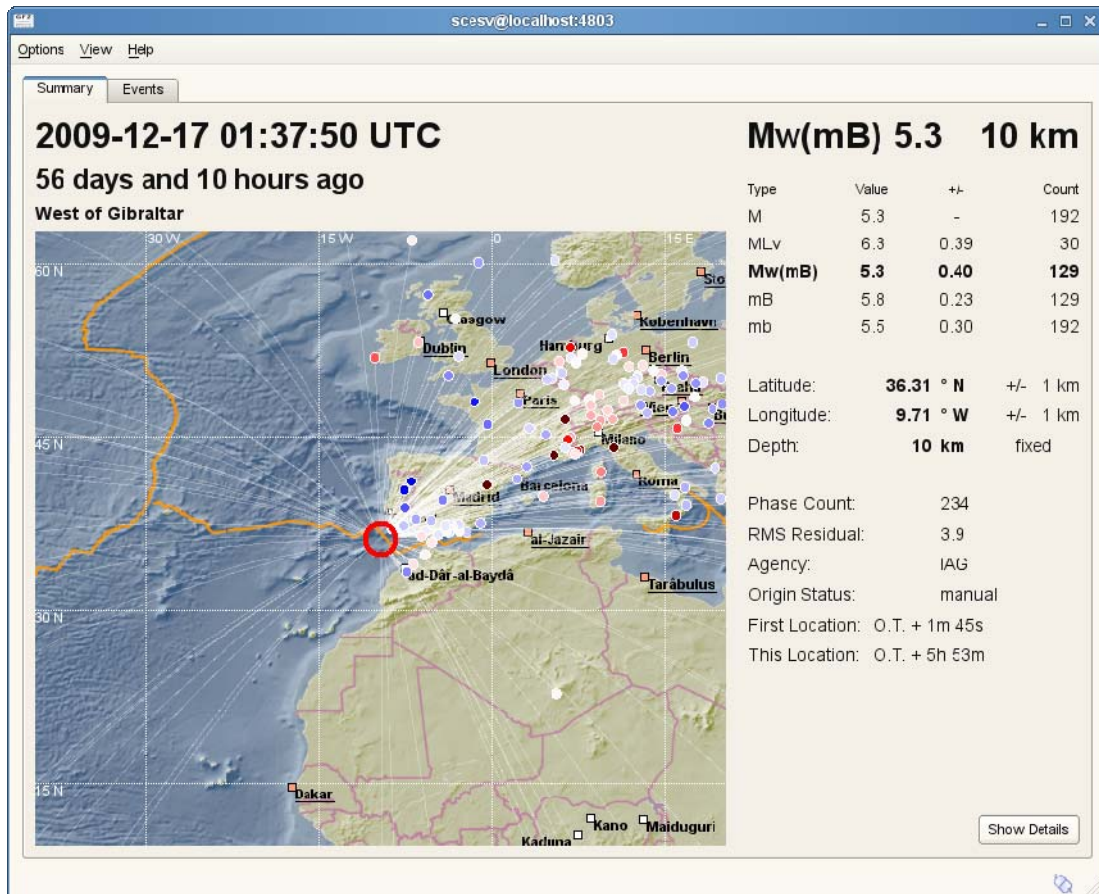 scesv@localhost:4803
Options View Help
Summary Events
2009-12-17 01:37:50 UTC
56 days and 10 hours ago
West of Gibraltar
Mw(mB) 5.3 10 km
Type Value +/- Count
M 5.3 - 192
MLv 6.3 0.39 30
Mw(mB) 5.3 0.40 129
mB 5.8 0.23 129
mb 5.5 0.30 192
Latitude: 36.31 ° N +/- 1 km
Longitude: 9.71 ° W +/- 1 km
Depth: 10 km fixed
Phase Count: 234
RMS Residual: 3.9
Agency: IAG
Origin Status: manual
First Location: O.T. + 1m 45s
This Location: O.T. + 5h 53m
Show Details
30 W 15 W 0 15 E
60 N
Sto
Glasgow
København
Dublin
Hamburg
Berlin
London
Paris
45 N
Milano
Roma
Barcelona
Madrid
al-Jazair
ad-Dâr-al-Baydâ
Tarâbulus
30 N
15 N
Dakar
Kano
Maiduguri
Kaduna